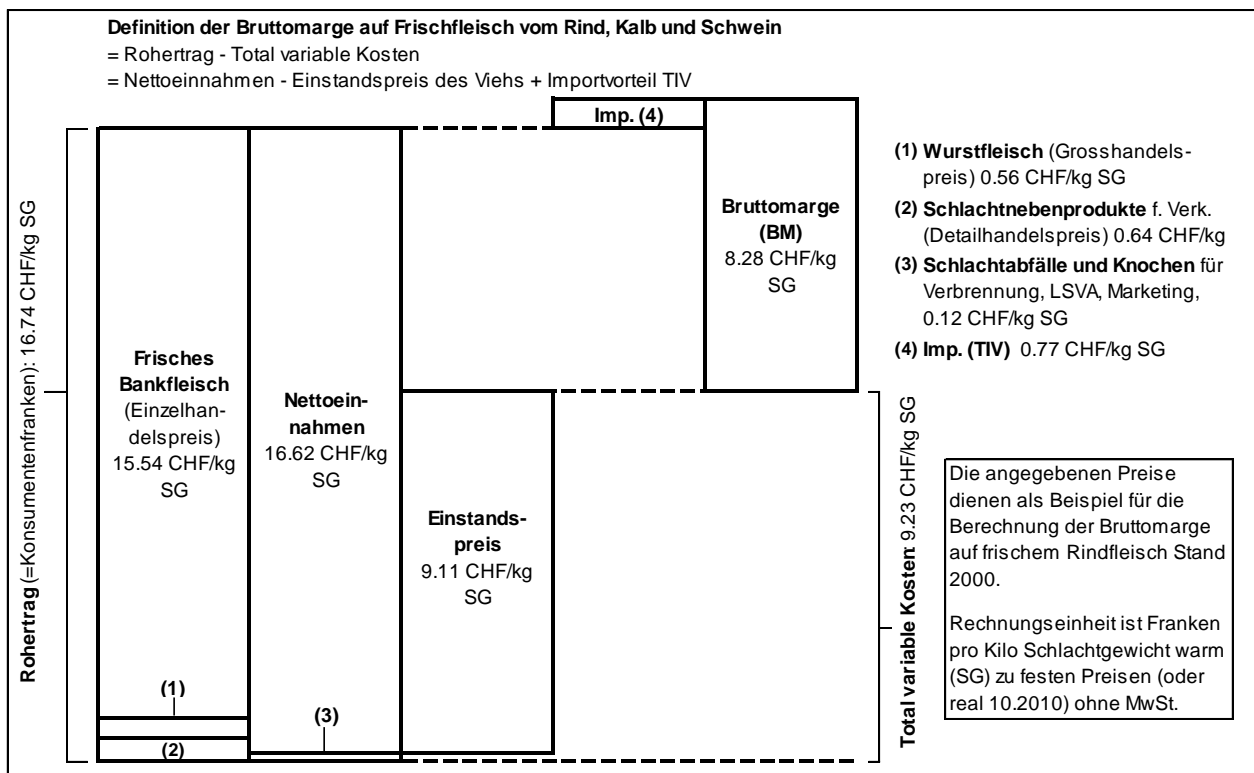 Definition der Bruttomarge auf Frischfleisch vom Rind, Kalb und Schwein
= Rohertrag - Total variable Kosten
= Nettoeinnahmen - Einstandspreis des Viehs + Importvorteil TIV
Rohertrag (=Konsumentenfranken): 16.74 CHF/kg SG
Frisches
Bankfleisch
(Einzelhan-
delspreis)
15.54 CHF/kg
SG
(1)
(2)
Nettoein-
nahmen
16.62 CHF/kg
SG
(3)
Einstands-
preis
9.11 CHF/kg
SG
Imp. (4)
Bruttomarge
(BM)
8.28 CHF/kg
SG
Total variable Kosten: 9.23 CHF/kg SG
(1) Wurstfleisch (Grosshandels-
preis) 0.56 CHF/kg SG
(2) Schlachtnebenprodukte f. Verk.
(Detailhandelspreis) 0.64 CHF/kg
(3) Schlachtabfälle und Knochen für
Verbrennung, LSVA, Marketing,
0.12 CHF/kg SG
(4) Imp. (TIV) 0.77 CHF/kg SG
Die angegebenen Preise
dienen als Beispiel für die
Berechnung der Bruttomarge
auf frischem Rindfleisch Stand
2000.
Rechnungseinheit ist Franken
pro Kilo Schlachtgewicht warm
(SG) zu festen Preisen (oder
real 10.2010) ohne MwSt.